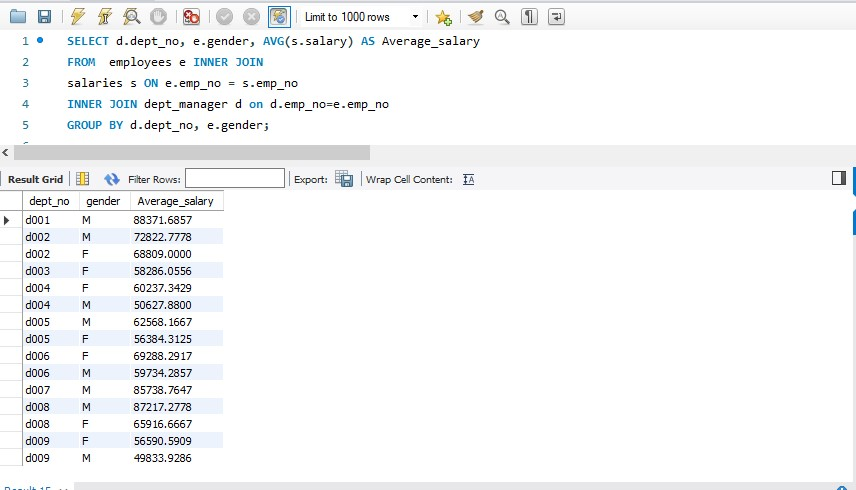 Limit to 1000 rows
1 SELECT d.dept_no, e.gender, AVG(s.salary) AS Average_salary
2 FROM  employees e INNER JOIN
3 salaries s ON e.emp_no = s.emp_no
4 INNER JOIN dept_manager d on d.emp_no=e.emp_no
5 GROUP BY d.dept_no, e.gender;
Result Grid Filter Rows: Export: Wrap Cell Content:
dept_no gender Average_salary
d001 M 88371.6857
d002 M 72822.7778
d002 F 68809.0000
d003 F 58286.0556
d004 F 60237.3429
d004 M 50627.8800
d005 M 62568.1667
d005 F 56384.3125
d006 F 69288.2917
d006 M 59734.2857
d007 M 85738.7647
d008 M 87217.2778
d008 F 65916.6667
d009 F 56590.5909
d009 M 49833.9286